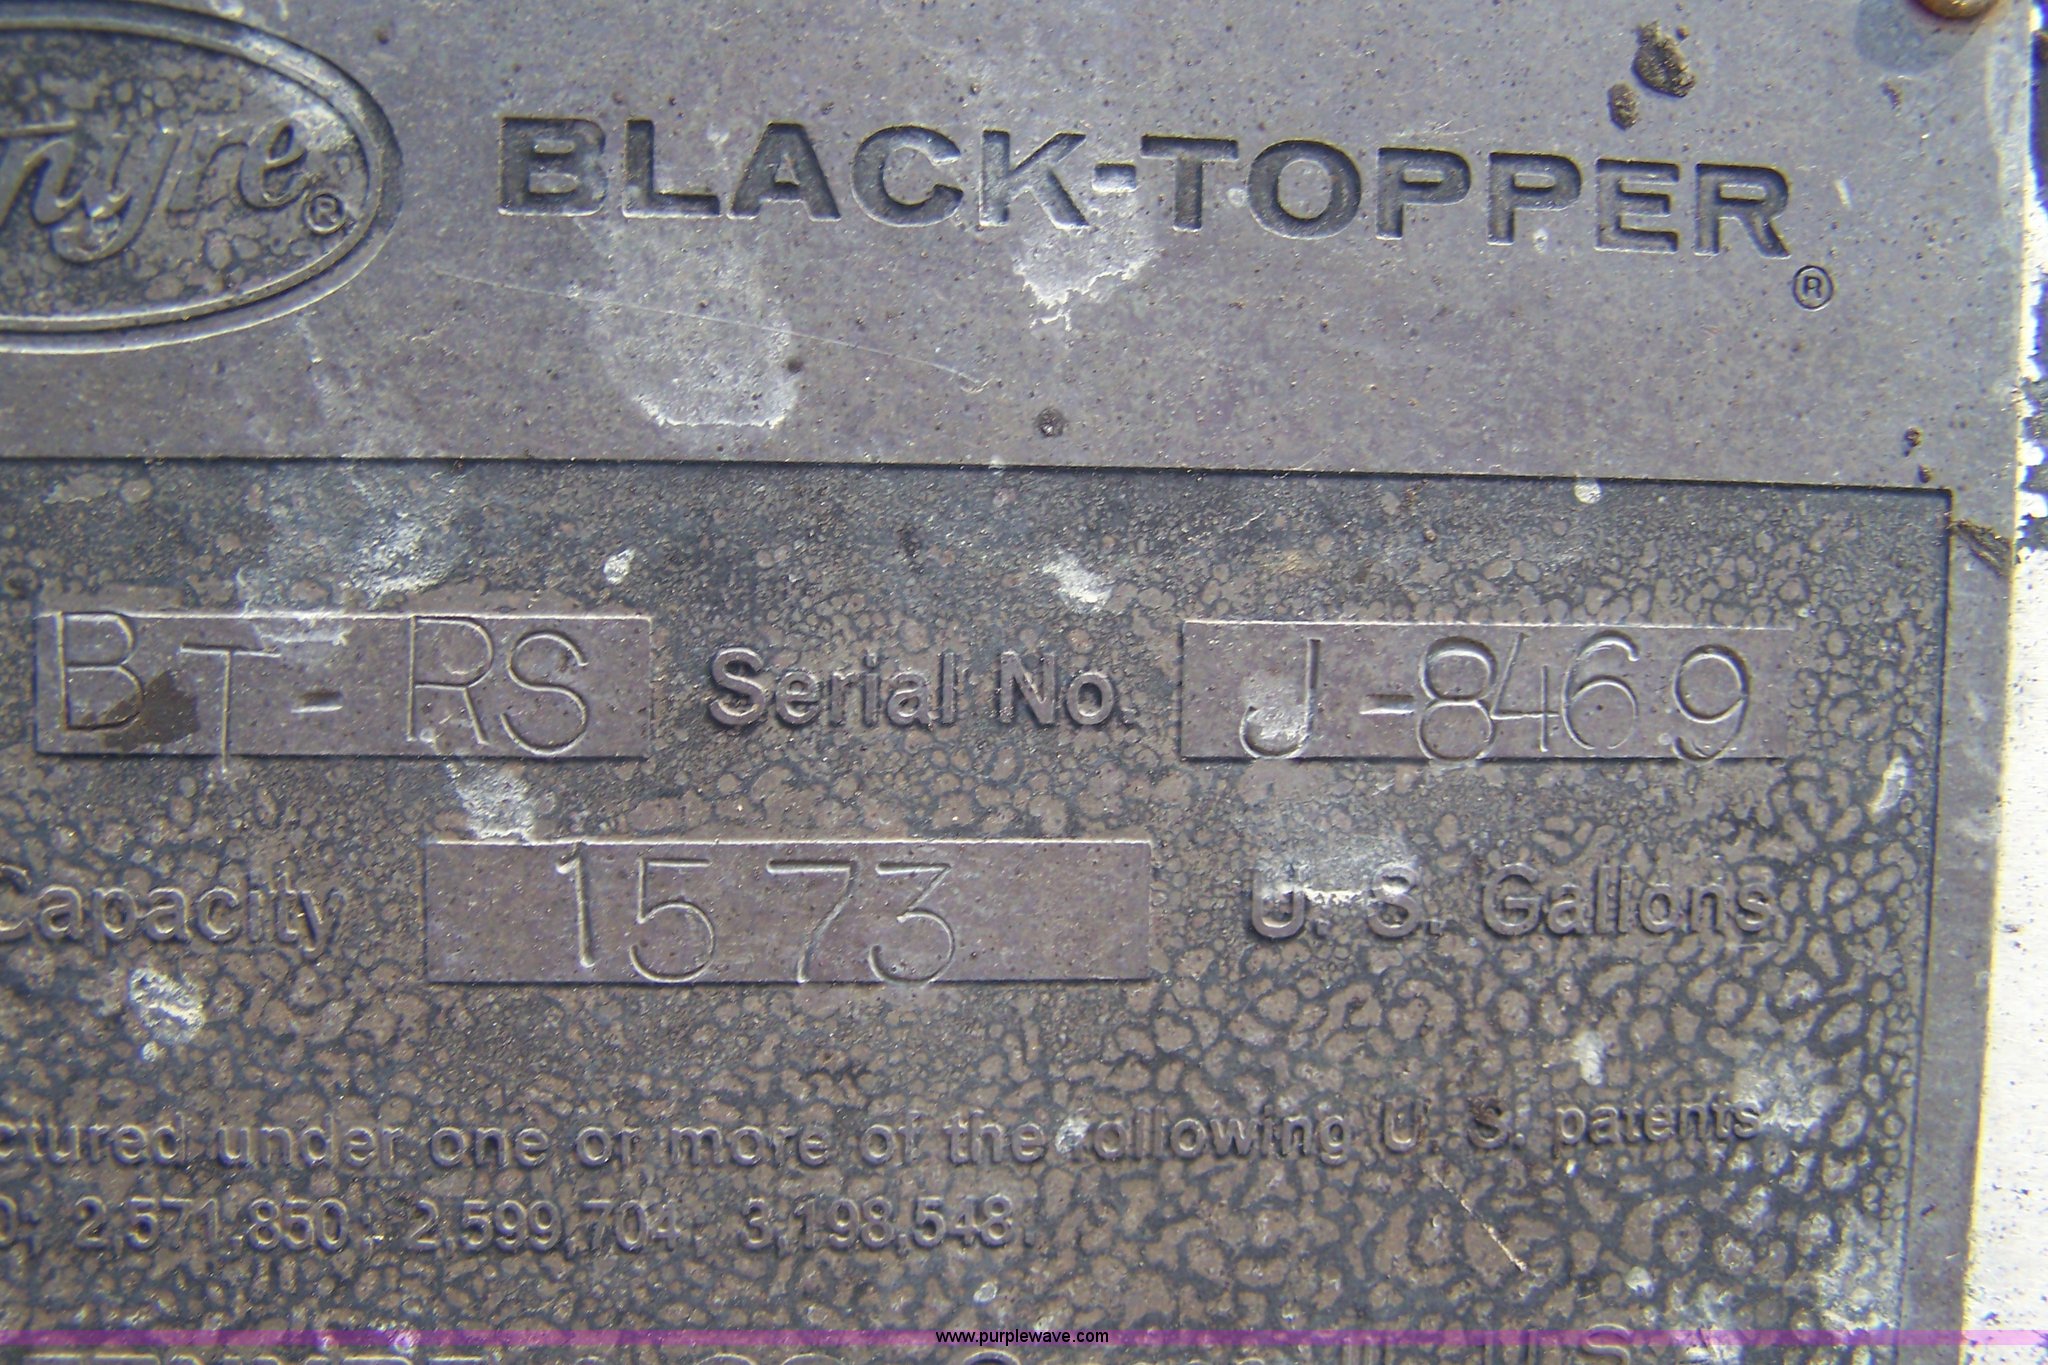 BLACK-TOPPER ®
BT-RS Serial No. J-8469
Capacity 1573 U. S. Gallons
under one or more of the following U. S. patents
2,571,850; 2,599,704; 3,198,548.
www.purplewave.com